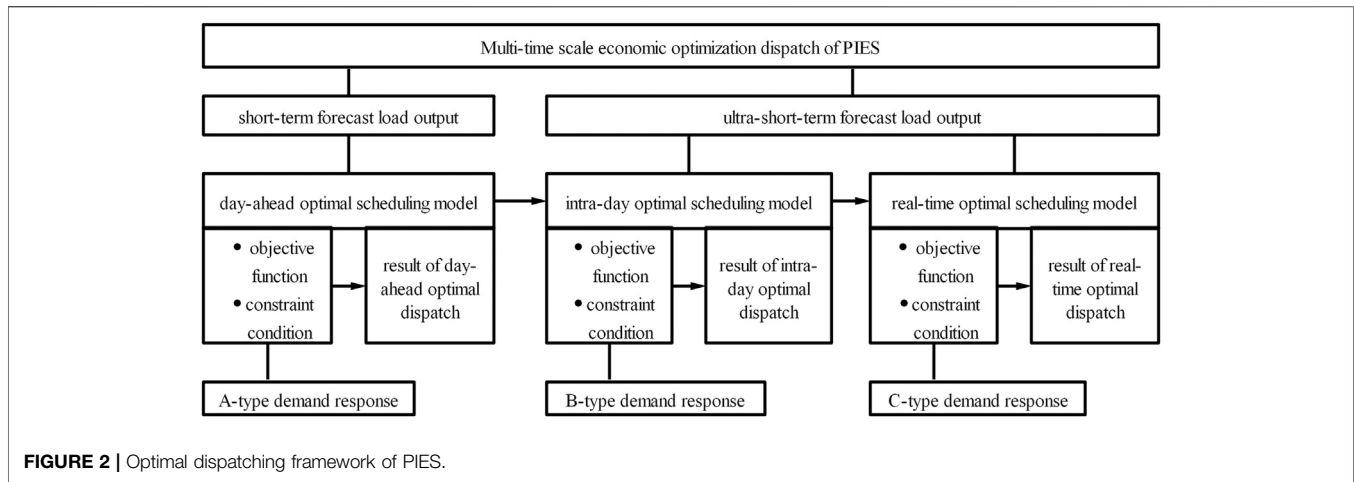 Multi-time scale economic optimization dispatch of PIES
short-term forecast load output
ultra-short-term forecast load output
day-ahead optimal scheduling model
intra-day optimal scheduling model
real-time optimal scheduling model
• objective
function
• constraint
condition
result of day-
ahead optimal
dispatch
• objective
function
• constraint
condition
result of intra-
day optimal
dispatch
• objective
function
• constraint
condition
result of real-
time optimal
dispatch
A-type demand response
B-type demand response
C-type demand response
FIGURE 2 | Optimal dispatching framework of PIES.